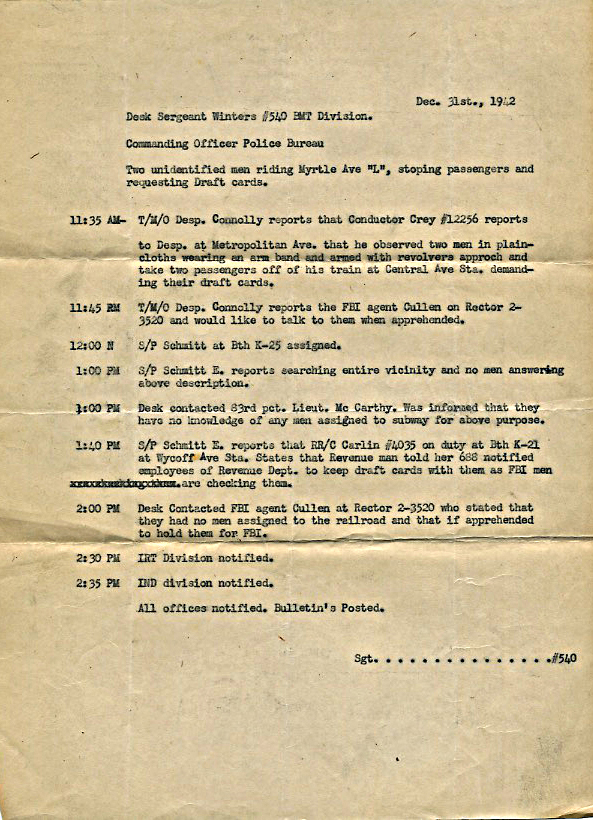 Dec. 31st., 1942
Desk Sergeant Winters #540 BMT Division.
Commanding Officer Police Bureau
Two unidentified men riding Myrtle Ave "L", stoping passengers and
requesting Draft cards.
11:35 AM- T/M/O Desp. Connolly reports that Conductor Crey #12256 reports
to Desp. at Metropolitan Ave. that he observed two men in plain-
cloths wearing an arm band and armed with revolvers approch and
take two passengers off of his train at Central Ave Sta. demand-
ing their draft cards.
11:45 PM T/M/O Desp. Connolly reports the FBI agent Cullen on Rector 2-
3520 and would like to talk to them when apprehended.
12:00 N S/P Schmitt at Bth K-25 assigned.
1:00 PM S/P Schmitt E. reports searching entire vicinity and no men answering
above description.
1:00 PM Desk contacted 83rd pct. Lieut. Mc Carthy. Was informed that they
have no knowledge of any men assigned to subway for above purpose.
1:40 PM S/P Schmitt E. reports that RR/C Carlin #4035 on duty at Bth K-21
at Wycoff Ave Sta. States that Revenue man told her 688 notified
employees of Revenue Dept. to keep draft cards with them as FBI men
are checking them.
2:00 PM Desk Contacted FBI agent Cullen at Rector 2-3520 who stated that
they had no men assigned to the railroad and that if apprehended
to hold them for FBI.
2:30 PM IRT Division notified.
2:35 PM IND division notified.
All offices notified. Bulletin's Posted.
Sgt. . . . . . . . . . . . . . . . #540